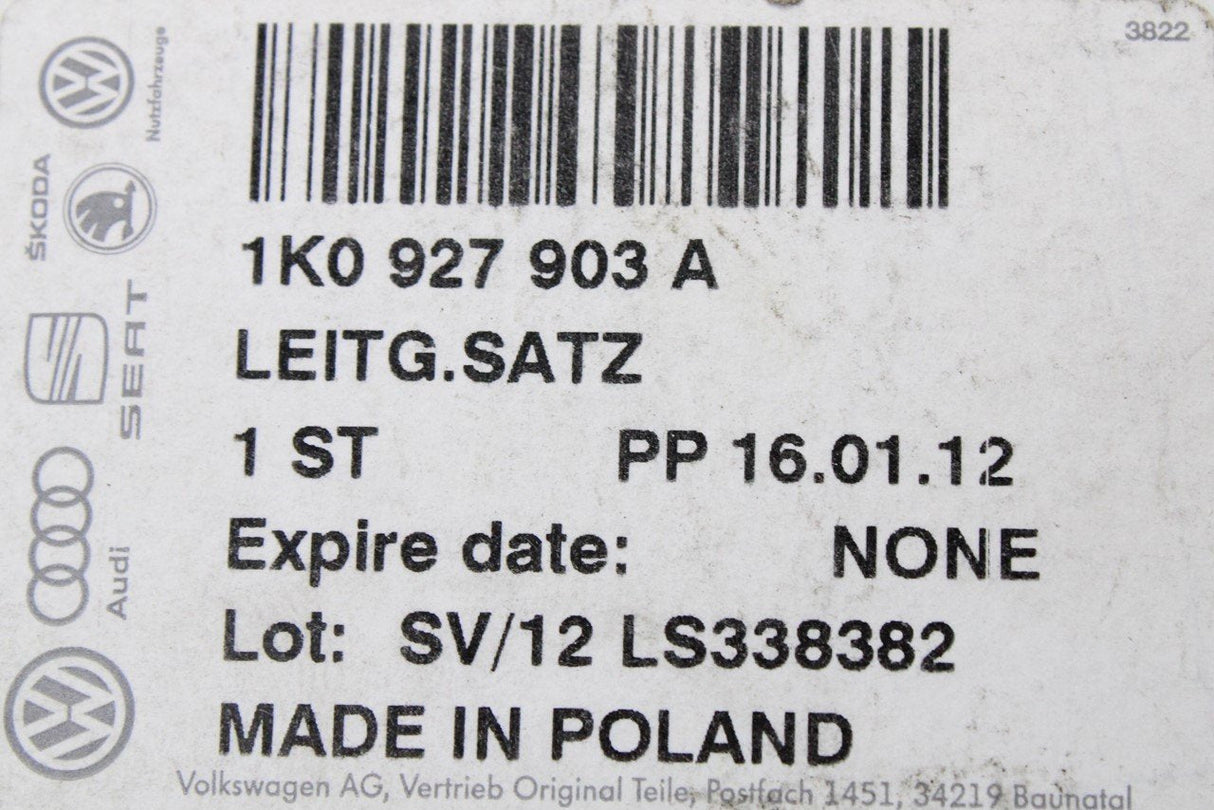 3822
Nutzfahrzeuge
ŠKODA
SEAT
Audi
1K0 927 903 A
LEITG.SATZ
1 ST PP 16.01.12
Expire date: NONE
Lot: SV/12 LS338382
MADE IN POLAND
Volkswagen AG, Vertrieb Original Teile, Postfach 1451, 34219 Baunatal